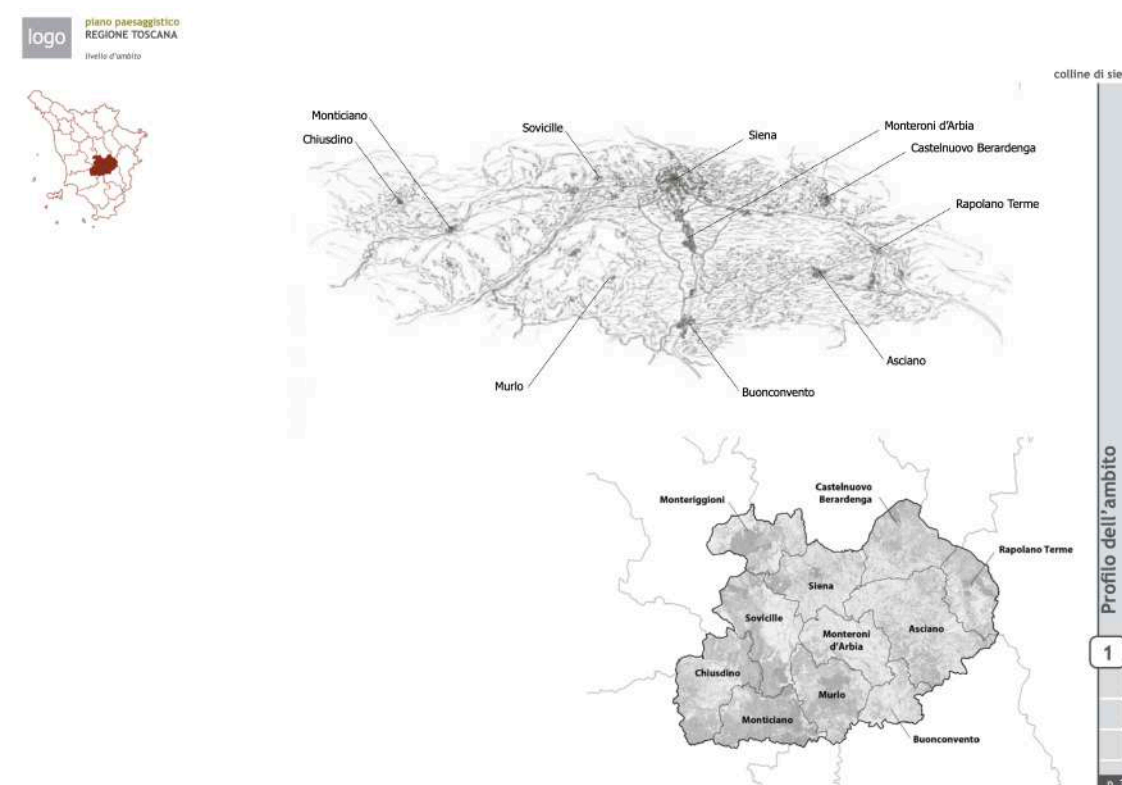 logo
piano paesaggistico
REGIONE TOSCANA
livello d'ambito
colline di sie
Monticiano
Chiusdino
Sovicille
Siena
Monteroni d'Arbia
Castelnuovo Berardenga
Rapolano Terme
Asciano
Murlo
Buonconvento
Monteriggioni
Castelnuovo
Berardenga
Rapolano Terme
Siena
Sovicille
Monteroni
d'Arbia
Asciano
Chiusdino
Murlo
Monticiano
Buonconvento
Profilo dell'ambito
1